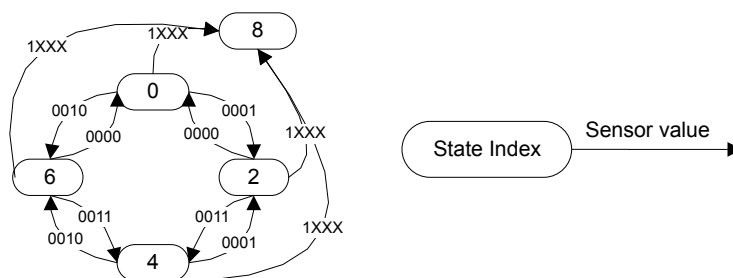 8
1XXX
1XXX
0
0010
0001
0000
0000
1XXX
6
2
0011
0011
0010
0001
1XXX
4
State Index
Sensor value